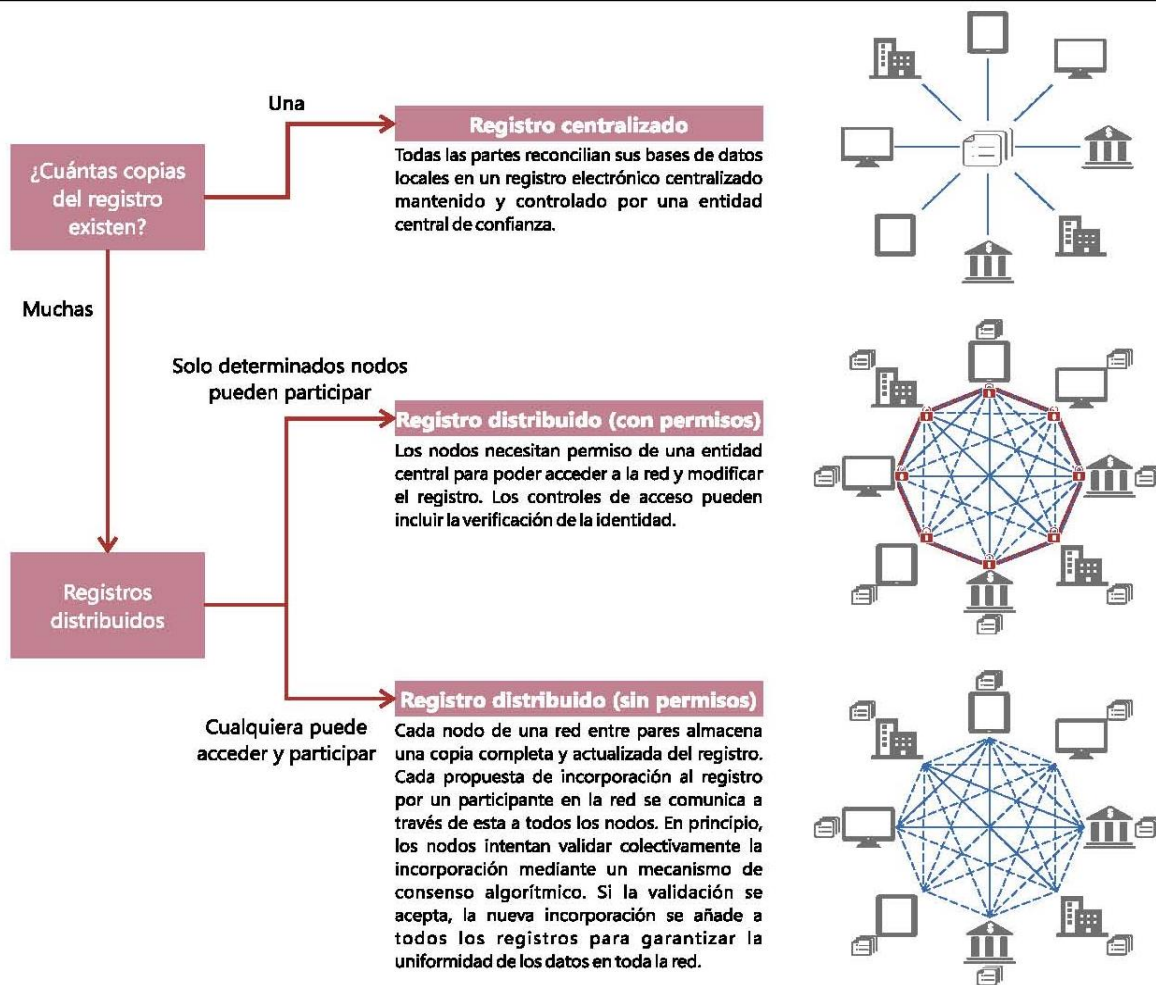 ¿Cuántas copias
del registro
existen?
Una
Registro centralizado
Todas las partes reconcilian sus bases de datos
locales en un registro electrónico centralizado
mantenido y controlado por una entidad
central de confianza.
Muchas
Solo determinados nodos
pueden participar
Registro distribuido (con permisos)
Los nodos necesitan permiso de una entidad
central para poder acceder a la red y modificar
el registro. Los controles de acceso pueden
incluir la verificación de la identidad.
Registros
distribuidos
Cualquiera puede
acceder y participar
Registro distribuido (sin permisos)
Cada nodo de una red entre pares almacena
una copia completa y actualizada del registro.
Cada propuesta de incorporación al registro
por un participante en la red se comunica a
través de esta a todos los nodos. En principio,
los nodos intentan validar colectivamente la
incorporación mediante un mecanismo de
consenso algorítmico. Si la validación se
acepta, la nueva incorporación se añade a
todos los registros para garantizar la
uniformidad de los datos en toda la red.
$
$
$
$
$
$